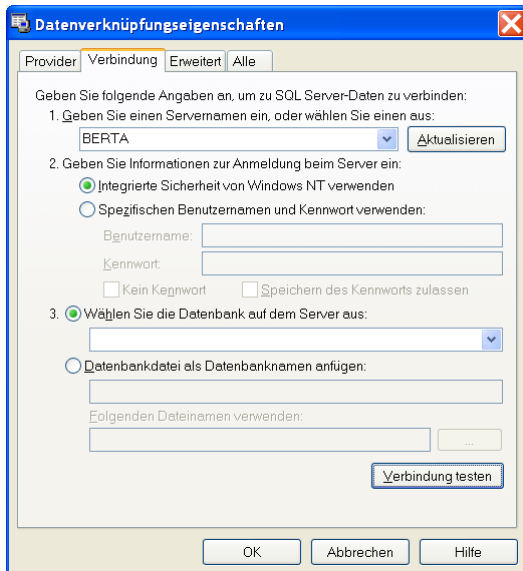 Datenverknüpfungseigenschaften
Provider Verbindung Erweitert Alle
Geben Sie folgende Angaben an, um zu SQL Server-Daten zu verbinden:
1. Geben Sie einen Servernamen ein, oder wählen Sie einen aus:
BERTA Aktualisieren
2. Geben Sie Informationen zur Anmeldung beim Server ein:
Integrierte Sicherheit von Windows NT verwenden
Spezifischen Benutzernamen und Kennwort verwenden:
Benutzername:
Kennwort:
Kein Kennwort Speichern des Kennworts zulassen
3. Wählen Sie die Datenbank auf dem Server aus:
Datenbankdatei als Datenbanknamen anfügen:
Folgenden Dateinamen verwenden:
...
Verbindung testen
OK Abbrechen Hilfe